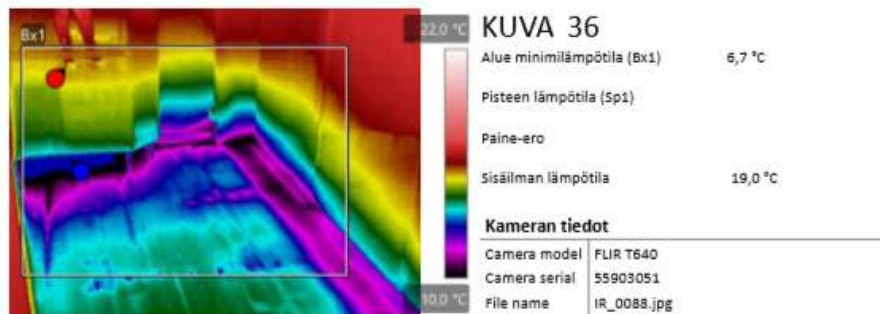 Bx1
22.0 °C
10.0 °C
KUVA 36
Alue minimilämpötila (Bx1) 6,7 °C
Pisteen lämpötila (Sp1)
Paine-ero
Sisäilman lämpötila 19,0 °C
Kameran tiedot
Camera model FLIR T640
Camera serial 55903051
File name IR_0088.jpg